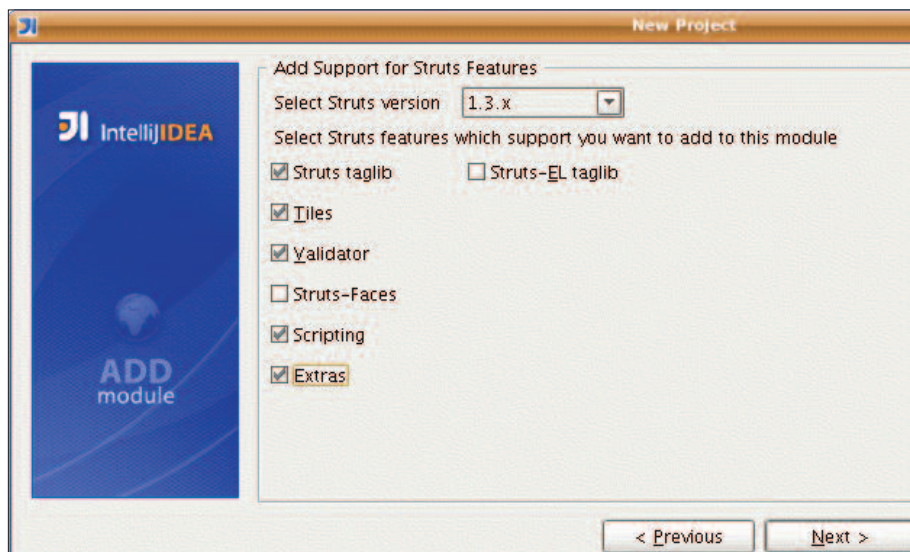 New Project
Add Support for Struts Features
Select Struts version 1.3.x
IntelliJIDEA
Select Struts features which support you want to add to this module
Struts taglib Struts-EL taglib
Tiles
Validator
Struts-Faces
Scripting
Extras
ADD
module
< Previous Next >